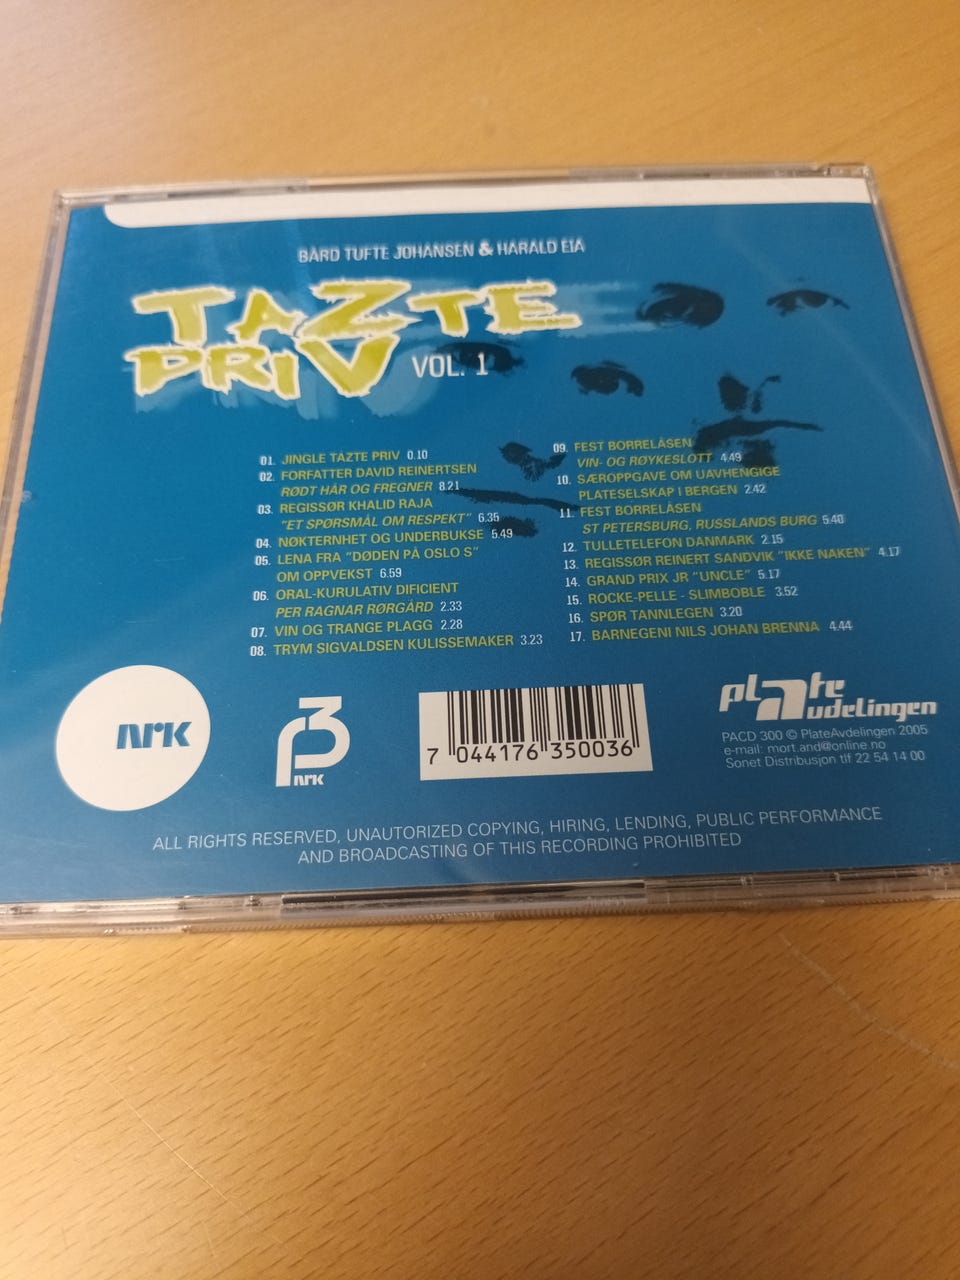 BÅRD TUFTE JOHANSEN & HARALD EIA
TAZTE
PRIV VOL. 1
01. JINGLE TAZTE PRIV 0.10
02. FORFATTER DAVID REINERTSEN
RØDT HÅR OG FREGNER 8.21
03. REGISSØR KHALID RAJA
"ET SPØRSMÅL OM RESPEKT" 6.35
04. NØKTERNHET OG UNDERBUKSE 5.49
05. LENA FRA "DØDEN PÅ OSLO S"
OM OPPVEKST 6.59
06. ORAL-KURULATIV DIFICIENT
PER RAGNAR RØRGÅRD 2.33
07. VIN OG TRANGE PLAGG 2.28
08. TRYM SIGVALDSEN KULISSEMAKER 3.23
09. FEST BORRELÅSEN
VIN- OG RØYKESLOTT 4.49
10. SÆROPPGAVE OM UAVHENGIGE
PLATESELSKAP I BERGEN 2.42
11. FEST BORRELÅSEN
ST PETERSBURG, RUSSLANDS BURG 5.40
12. TULLETELEFON DANMARK 2.15
13. REGISSØR REINERT SANDVIK "IKKE NAKEN" 4.17
14. GRAND PRIX JR "UNCLE" 5.17
15. ROCKE-PELLE - SLIMBOBLE 3.52
16. SPØR TANNLEGEN 3.20
17. BARNEGENI NILS JOHAN BRENNA 4.44
NRK
P3
NRK
7 044176 350036
plate
avdelingen
PACD 300 © PlateAvdelingen 2005
e-mail: mort.and@online.no
Sonet Distribusjon tlf 22 54 14 00
ALL RIGHTS RESERVED, UNAUTORIZED COPYING, HIRING, LENDING, PUBLIC PERFORMANCE
AND BROADCASTING OF THIS RECORDING PROHIBITED